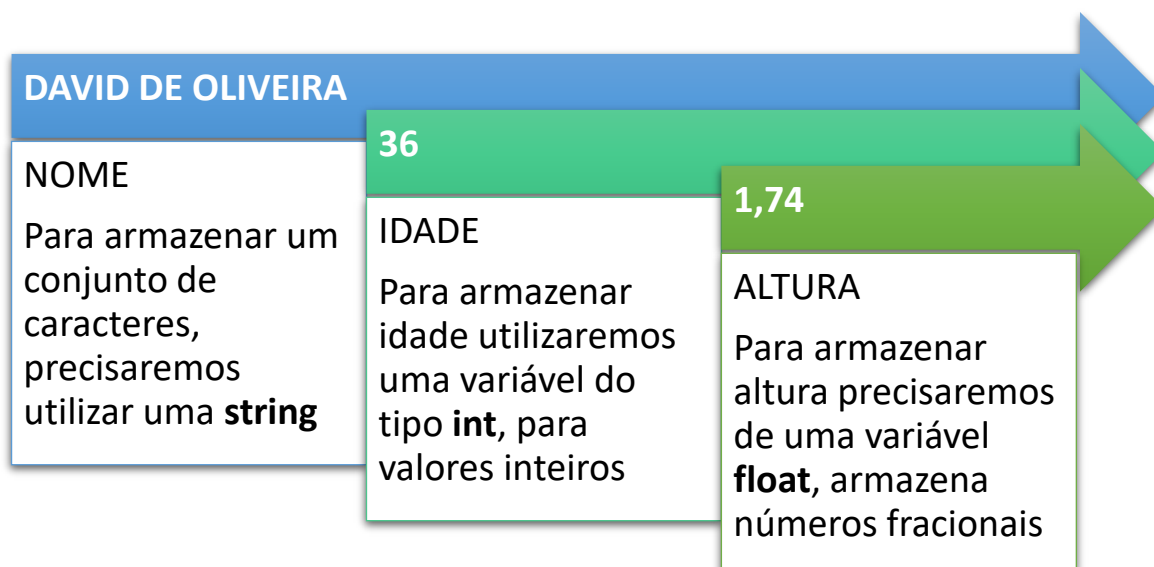 DAVID DE OLIVEIRA
NOME
Para armazenar um
conjunto de
caracteres,
precisaremos
utilizar uma string
36
IDADE
Para armazenar
idade utilizaremos
uma variável do
tipo int, para
valores inteiros
1,74
ALTURA
Para armazenar
altura precisaremos
de uma variável
float, armazena
números fracionais